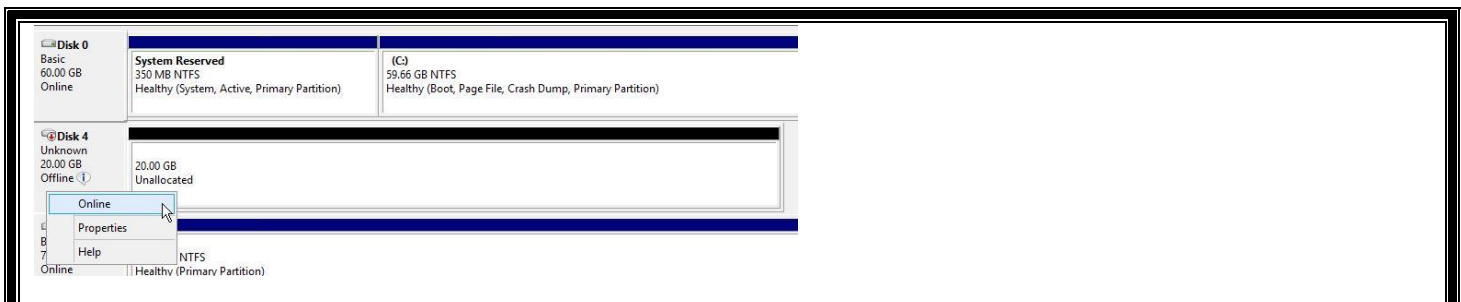 Disk 0
Basic
60.00 GB
Online
System Reserved
350 MB NTFS
Healthy (System, Active, Primary Partition)
(C:)
59.66 GB NTFS
Healthy (Boot, Page File, Crash Dump, Primary Partition)
Disk 4
Unknown
20.00 GB
Offline
20.00 GB
Unallocated
Online
Properties
Help
NTFS
Online
Healthy (Primary Partition)